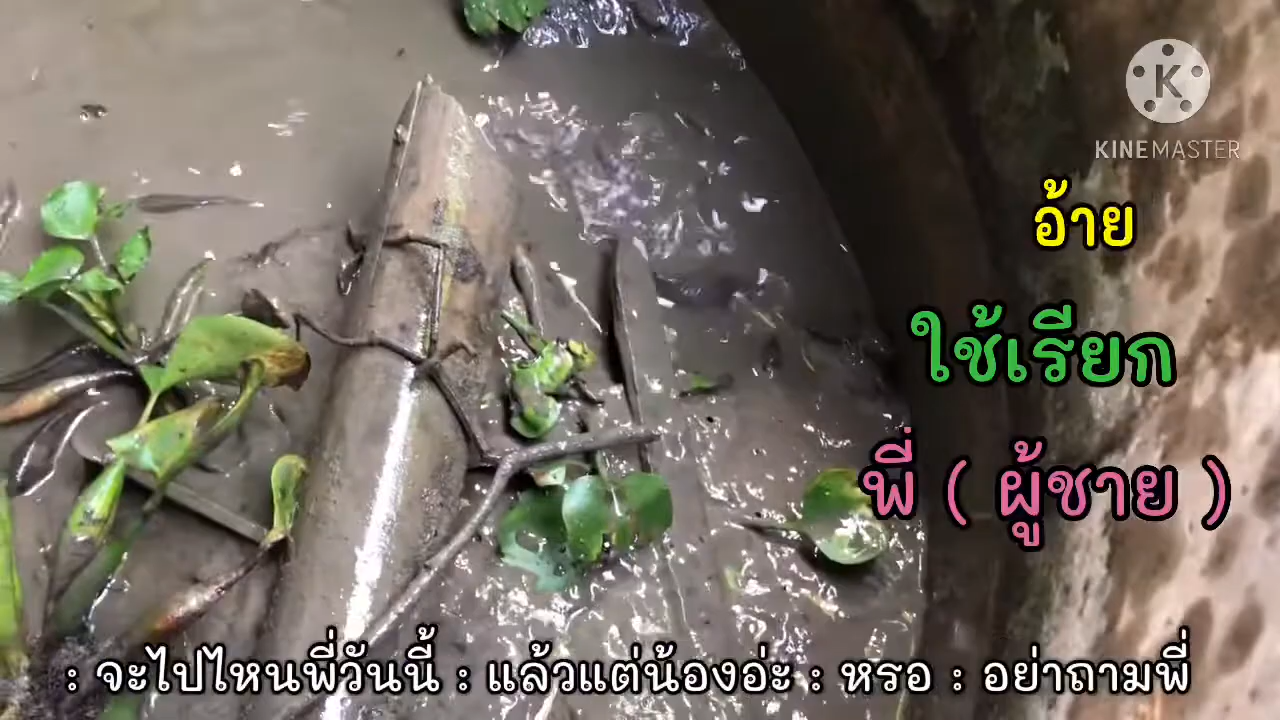 K
KINEMASTER
อ้าย
ใช้เรียก
พี่ ( ผู้ชาย )
: จะไปไหนพี่วันนี้ : แล้วแต่น้องอ่ะ : หรอ : อย่าถามพี่